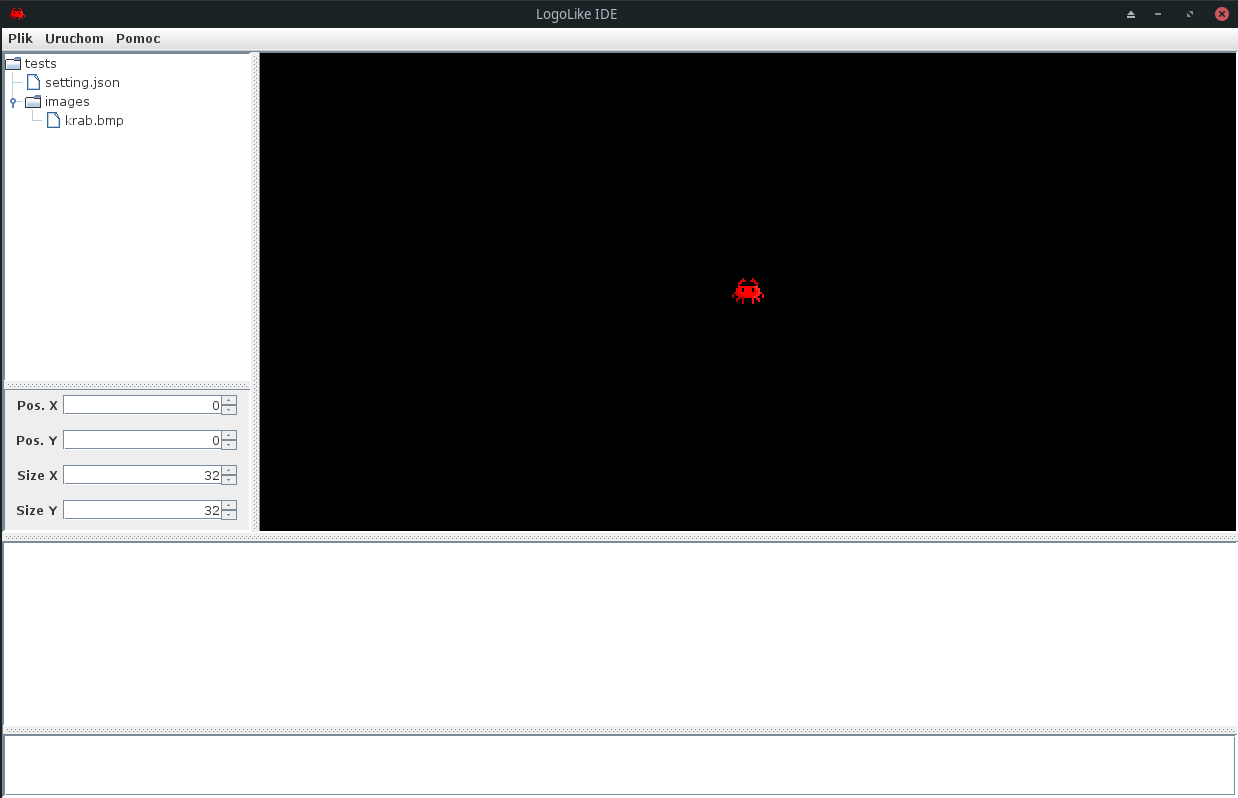 LogoLike IDE
Plik Uruchom Pomoc
tests
setting.json
images
krab.bmp
Pos. X 0
Pos. Y 0
Size X 32
Size Y 32